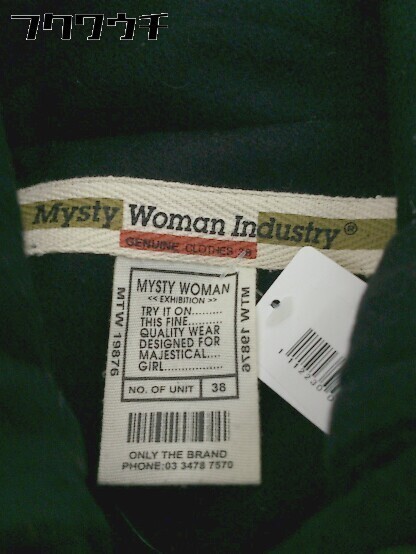 フクウクウチ
Mysty Woman Industry®
GENUINE CLOTHES
MYSTY WOMAN
<< EXHIBITION >>
TRY IT ON.........
THIS FINE........
QUALITY WEAR
DESIGNED FOR
MAJESTICAL
GIRL...............
NO. OF UNIT 38
ONLY THE BRAND
PHONE:03 3478 7570
MTW 19876
MTW 19876